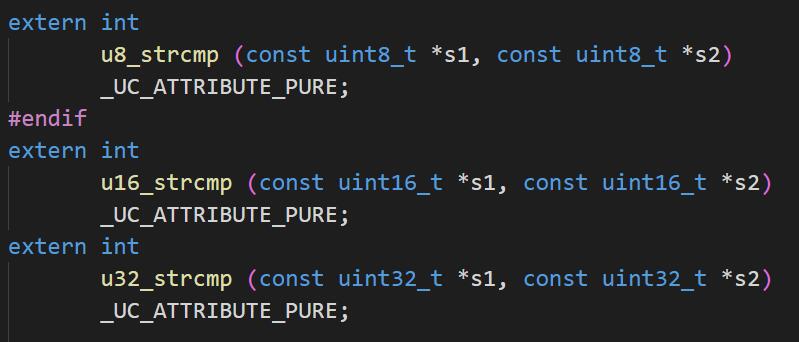 extern int
       u8_strcmp (const uint8_t *s1, const uint8_t *s2)
       _UC_ATTRIBUTE_PURE;
#endif
extern int
       u16_strcmp (const uint16_t *s1, const uint16_t *s2)
       _UC_ATTRIBUTE_PURE;
extern int
       u32_strcmp (const uint32_t *s1, const uint32_t *s2)
       _UC_ATTRIBUTE_PURE;